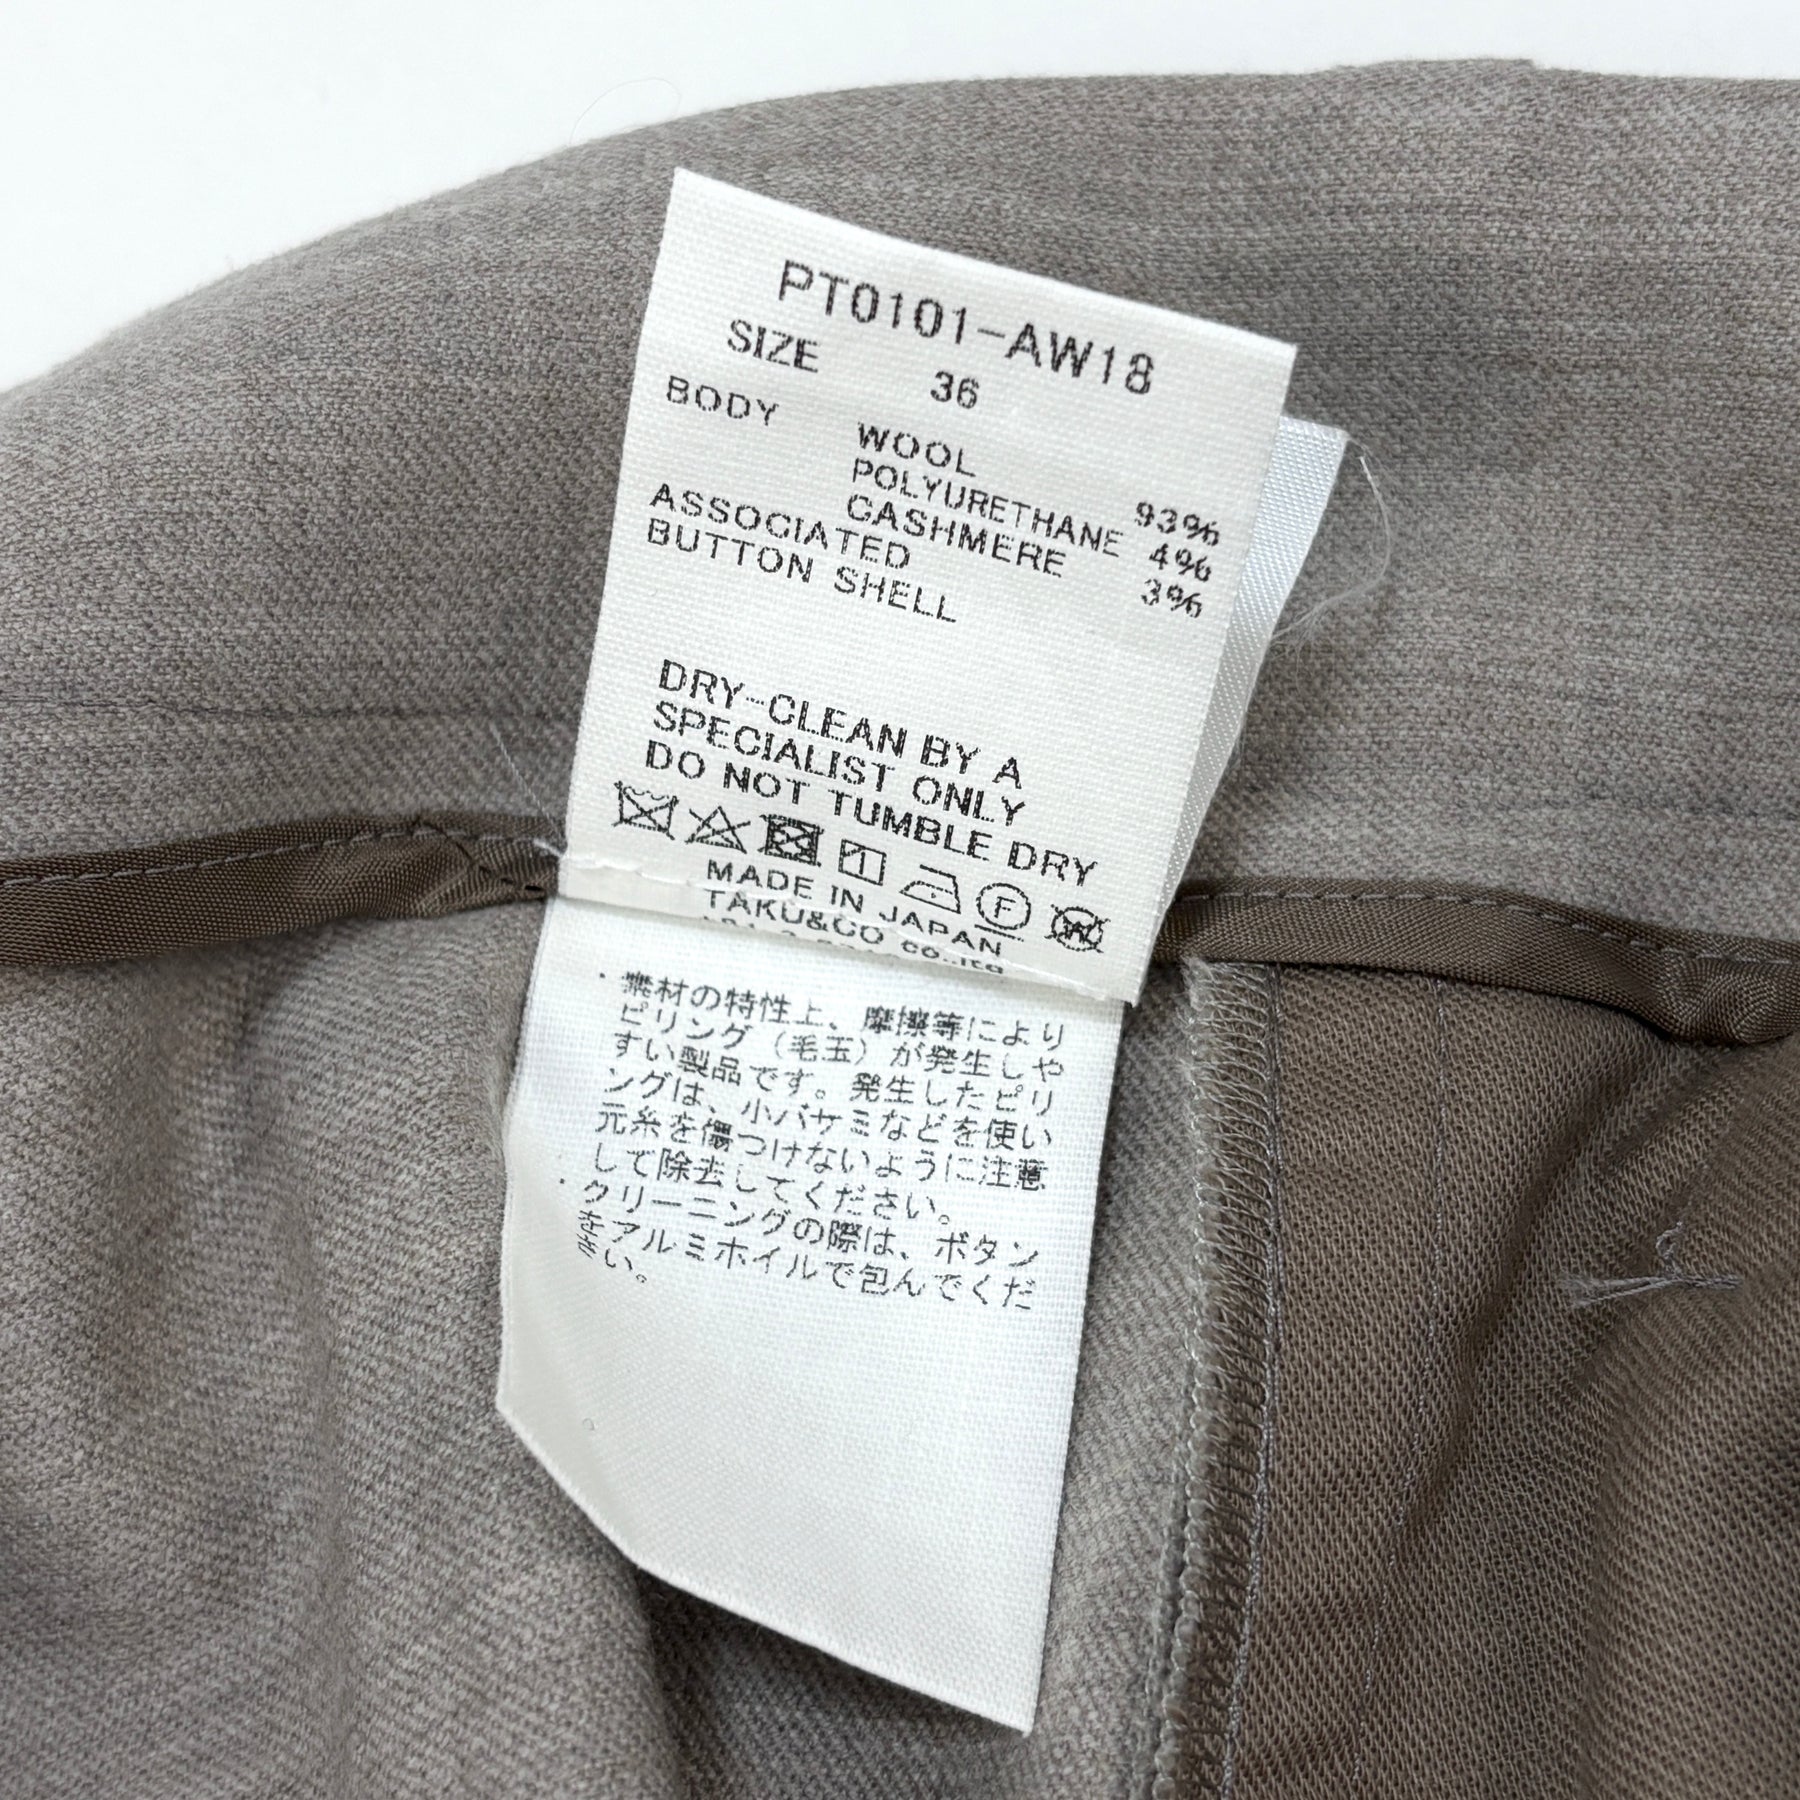 PT0101-AW18
SIZE 36
BODY
WOOL 93%
POLYURETHANE 4%
CASHMERE 3%
ASSOCIATED
BUTTON SHELL
DRY-CLEAN BY A
SPECIALIST ONLY
DO NOT TUMBLE DRY
F W
MADE IN JAPAN
TAKU&CO co.,ltd
・素材の特性上、摩擦等により
ピリング（毛玉）が発生しや
すい製品です。発生したピリ
ングは、小バサミなどを使い
元糸を傷つけないように注意
して除去してください。
・クリーニングの際は、ボタン
をアルミホイルで包んでくだ
さい。